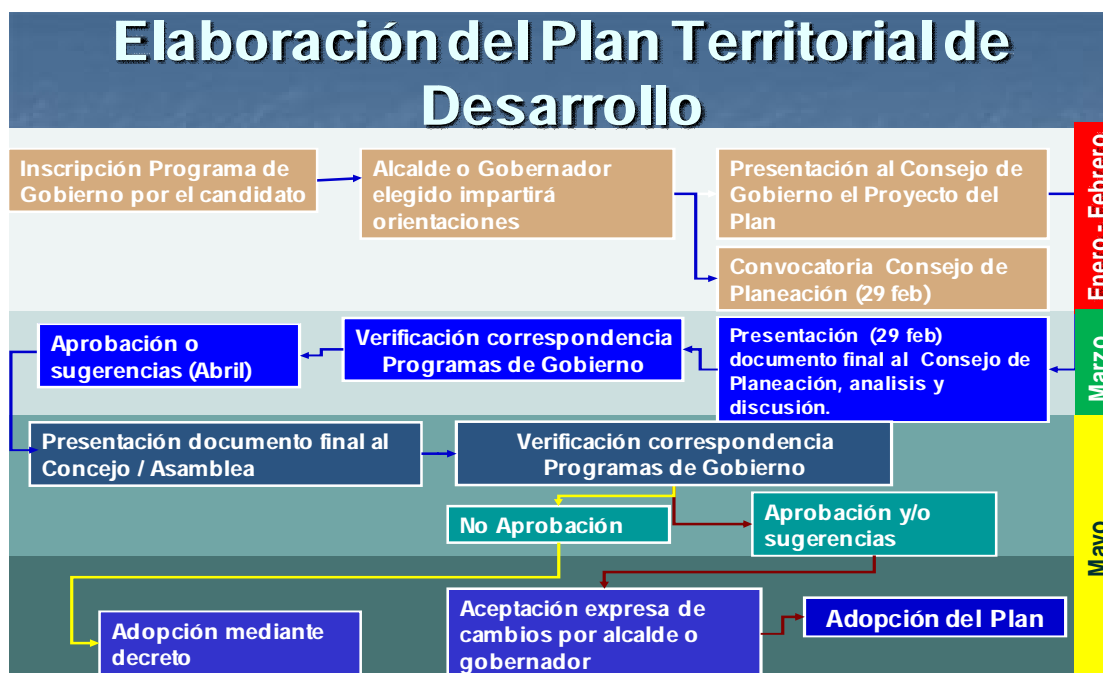 Elaboración del Plan Territorial de
Desarrollo
Inscripción Programa de
Gobierno por el candidato
Alcalde o Gobernador
elegido impartirá
orientaciones
Presentación al Consejo de
Gobierno el Proyecto del
Plan
Convocatoria Consejo de
Planeación (29 feb)
Enero - Febrero
Aprobación o
sugerencias (Abril)
Verificación correspondencia
Programas de Gobierno
Presentación (29 feb)
documento final al Consejo de
Planeación, analisis y
discusión.
Marzo
Presentación documento final al
Concejo / Asamblea
Verificación correspondencia
Programas de Gobierno
No Aprobación
Aprobación y/o
sugerencias
Mayo
Adopción mediante
decreto
Aceptación expresa de
cambios por alcalde o
gobernador
Adopción del Plan